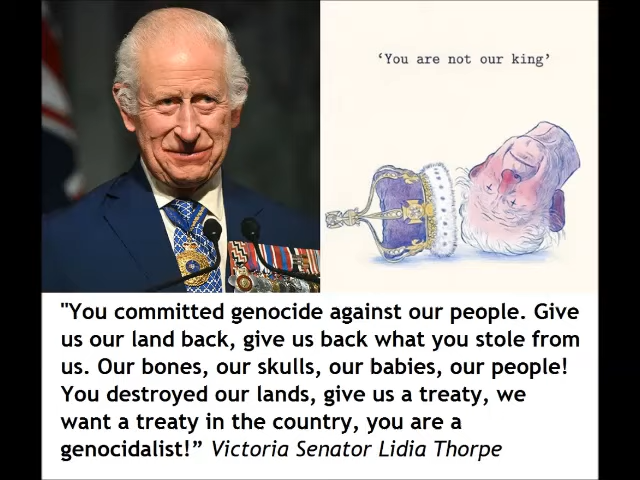 ‘You are not our king’
"You committed genocide against our people. Give
us our land back, give us back what you stole from
us. Our bones, our skulls, our babies, our people!
You destroyed our lands, give us a treaty, we
want a treaty in the country, you are a
genocidalist!” Victoria Senator Lidia Thorpe